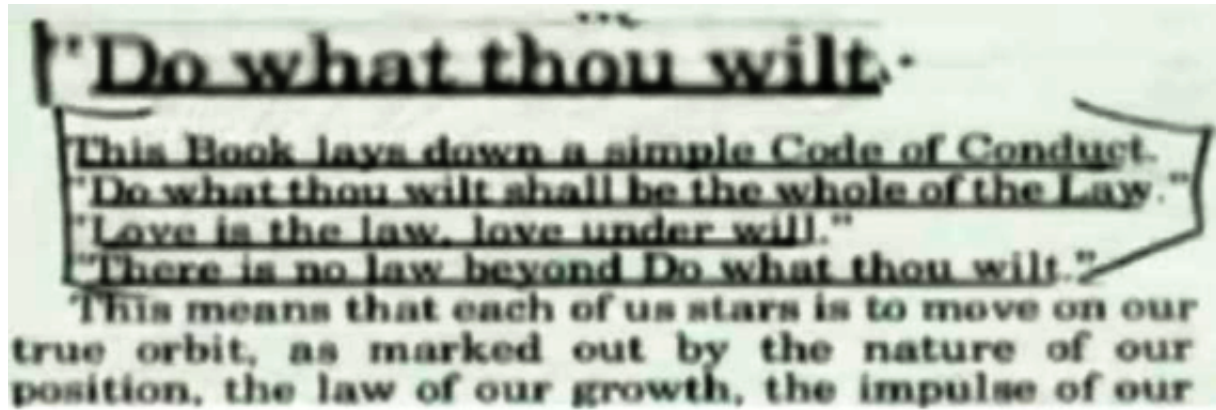 "Do what thou wilt.
This Book lays down a simple Code of Conduct.
"Do what thou wilt shall be the whole of the Law."
"Love is the law, love under will."
"There is no law beyond Do what thou wilt."
This means that each of us stars is to move on our
true orbit, as marked out by the nature of our
position, the law of our growth, the impulse of our